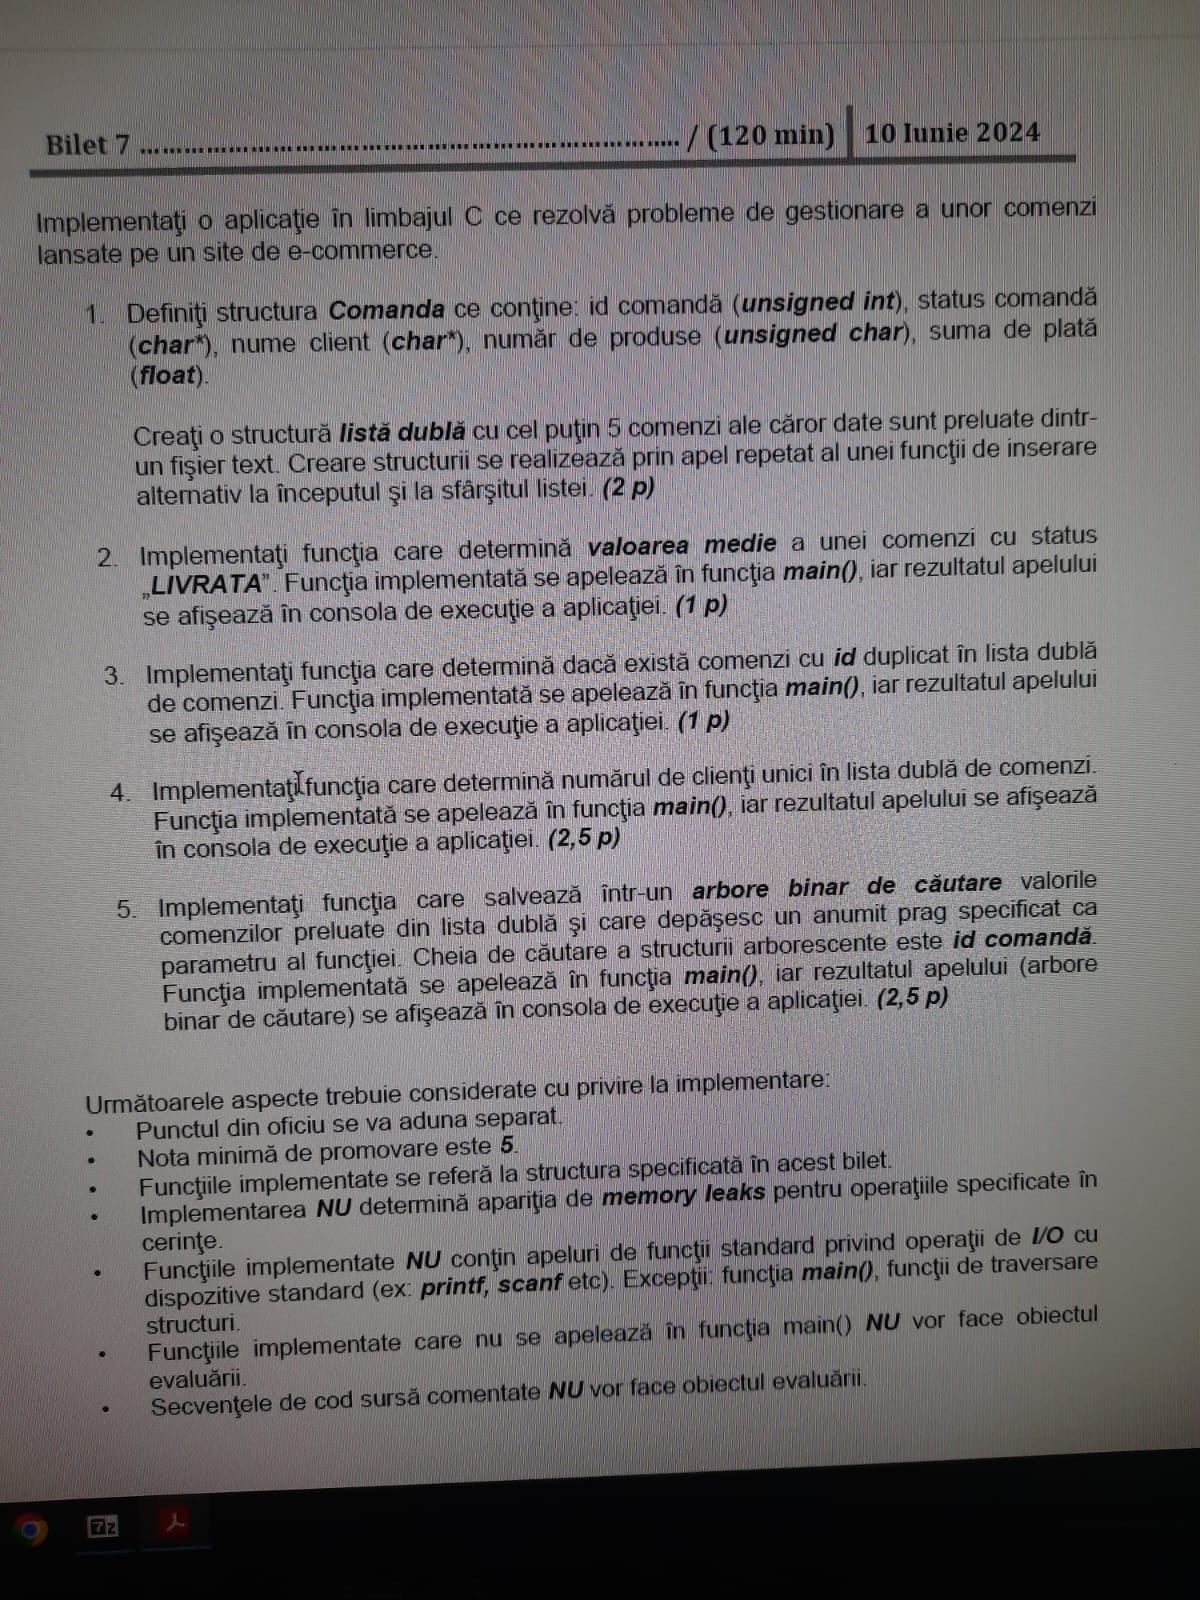 Bilet 7 ........................................................................ / (120 min) 10 Iunie 2024
Implementaţi o aplicaţie în limbajul C ce rezolvă probleme de gestionare a unor comenzi
lansate pe un site de e-commerce.
1. Definiţi structura Comanda ce conţine: id comandă (unsigned int), status comandă
(char*), nume client (char*), număr de produse (unsigned char), suma de plată
(float).
Creaţi o structură listă dublă cu cel puţin 5 comenzi ale căror date sunt preluate dintr-
un fişier text. Creare structurii se realizează prin apel repetat al unei funcţii de inserare
alternativ la începutul şi la sfârşitul listei. (2 p)
2. Implementaţi funcţia care determină valoarea medie a unei comenzi cu status
„LIVRATA”. Funcţia implementată se apelează în funcţia main(), iar rezultatul apelului
se afişează în consola de execuţie a aplicaţiei. (1 p)
3. Implementaţi funcţia care determină dacă există comenzi cu id duplicat în lista dublă
de comenzi. Funcţia implementată se apelează în funcţia main(), iar rezultatul apelului
se afişează în consola de execuţie a aplicaţiei. (1 p)
4. Implementaţi funcţia care determină numărul de clienţi unici în lista dublă de comenzi.
Funcţia implementată se apelează în funcţia main(), iar rezultatul apelului se afişează
în consola de execuţie a aplicaţiei. (2,5 p)
5. Implementaţi funcţia care salvează într-un arbore binar de căutare valorile
comenzilor preluate din lista dublă şi care depăşesc un anumit prag specificat ca
parametru al funcţiei. Cheia de căutare a structurii arborescente este id comandă.
Funcţia implementată se apelează în funcţia main(), iar rezultatul apelului (arbore
binar de căutare) se afişează în consola de execuţie a aplicaţiei. (2,5 p)
Următoarele aspecte trebuie considerate cu privire la implementare:
• Punctul din oficiu se va aduna separat.
• Nota minimă de promovare este 5.
• Funcţiile implementate se referă la structura specificată în acest bilet.
• Implementarea NU determină apariţia de memory leaks pentru operaţiile specificate în
cerinţe.
• Funcţiile implementate NU conţin apeluri de funcţii standard privind operaţii de I/O cu
dispozitive standard (ex: printf, scanf etc). Excepţii: funcţia main(), funcţii de traversare
structuri.
• Funcţiile implementate care nu se apelează în funcţia main() NU vor face obiectul
evaluării.
• Secvenţele de cod sursă comentate NU vor face obiectul evaluării.
7z